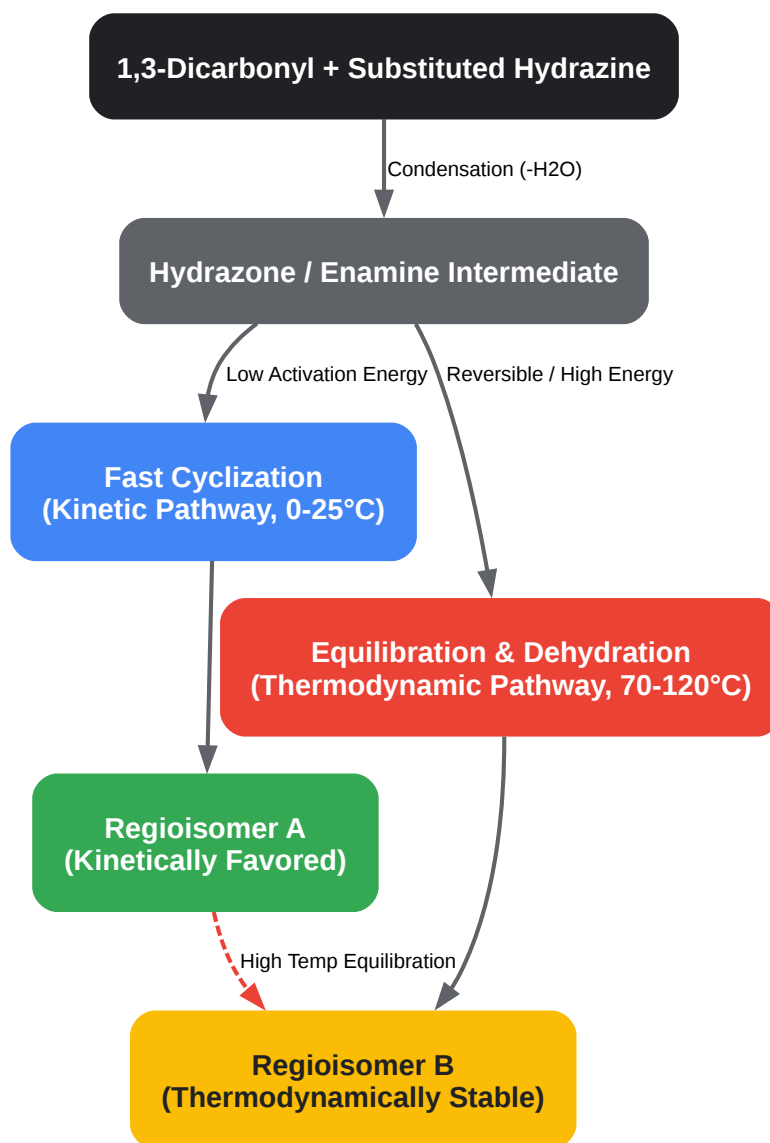 1,3-Dicarbonyl + Substituted Hydrazine
Condensation (-H2O)
Hydrazone / Enamine Intermediate
Low Activation Energy
Reversible / High Energy
Fast Cyclization
(Kinetic Pathway, 0-25°C)
Equilibration & Dehydration
(Thermodynamic Pathway, 70-120°C)
Regioisomer A
(Kinetically Favored)
High Temp Equilibration
Regioisomer B
(Thermodynamically Stable)